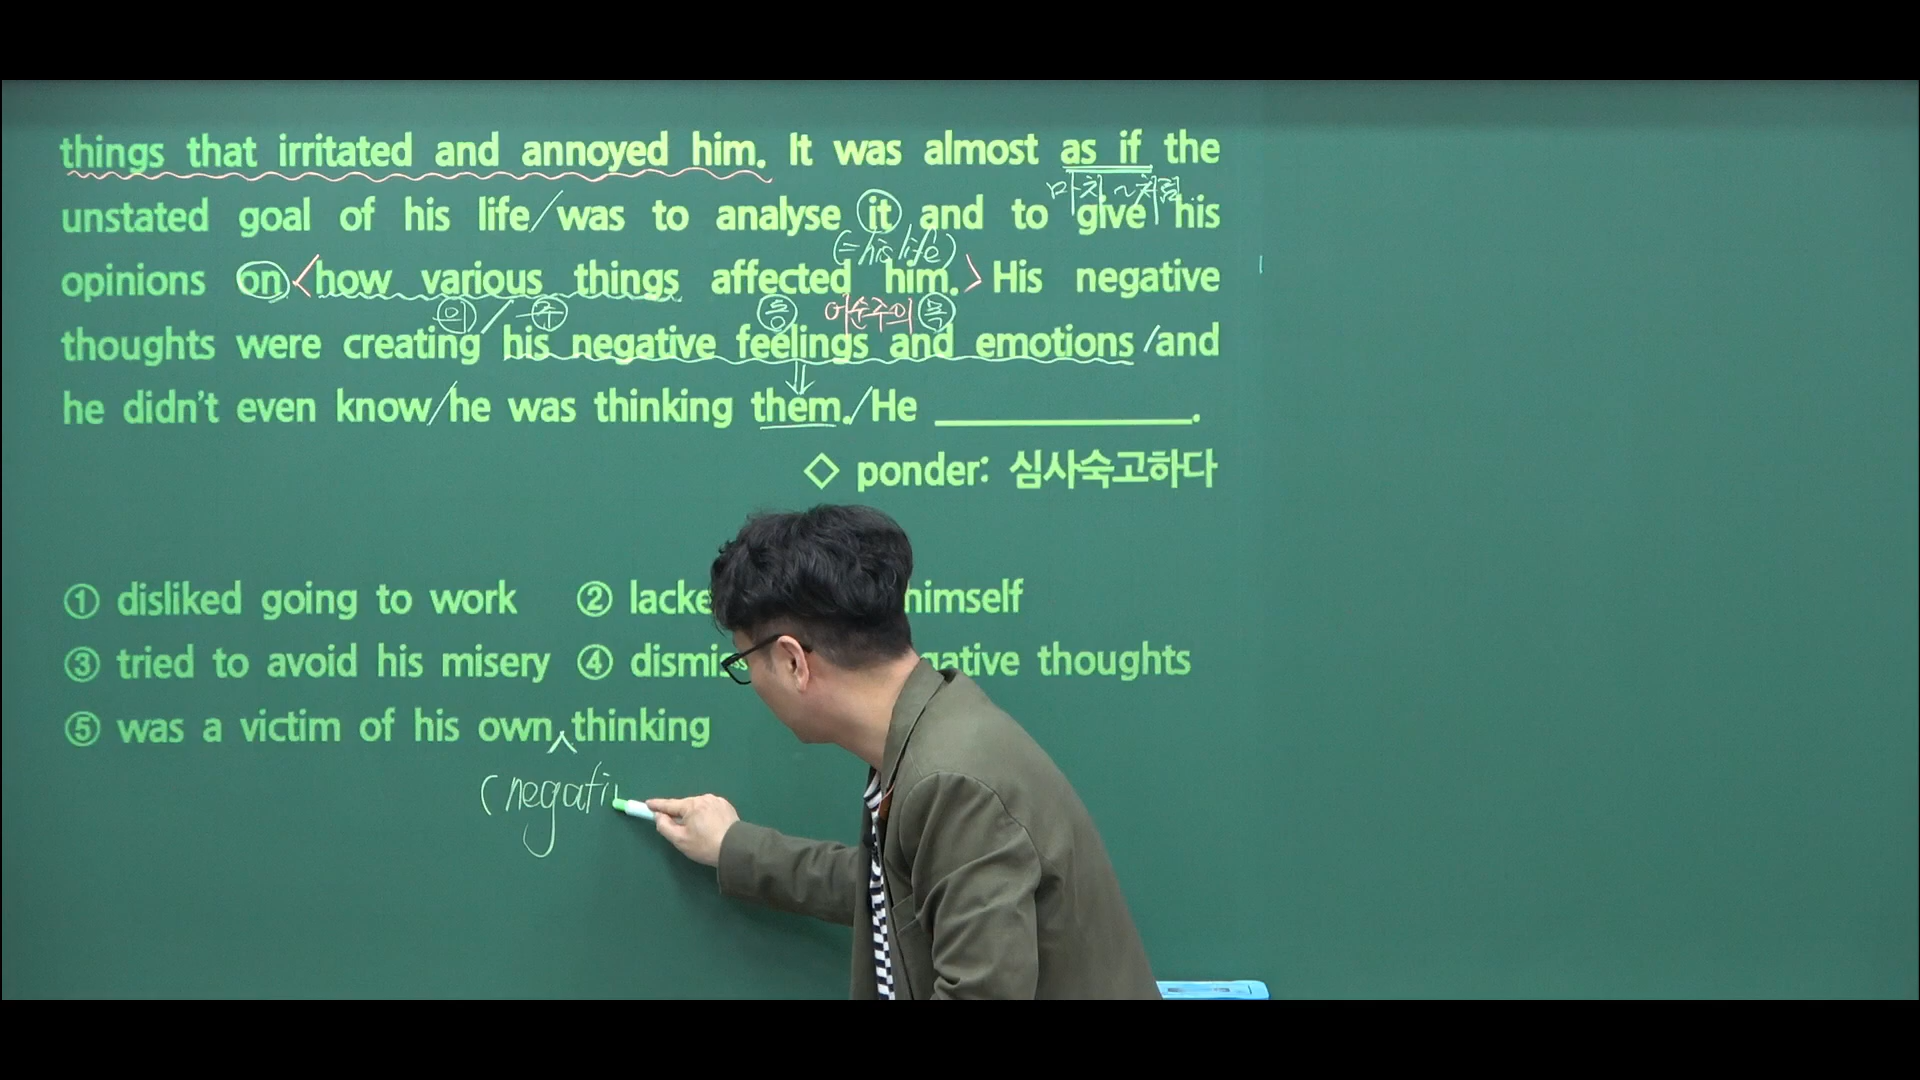 things that irritated and annoyed him. It was almost as if the
마치 ~처럼
unstated goal of his life/was to analyse it and to give his
(=his life)
opinions on <how various things affected him.> His negative
의 / 주 동 어순주의 목
thoughts were creating his negative feelings and emotions /and
he didn't even know/he was thinking them./He ____________.
◇ ponder: 심사숙고하다
① disliked going to work ② himself
③ tried to avoid his misery ④ thoughts
⑤ was a victim of his own thinking
(negativ